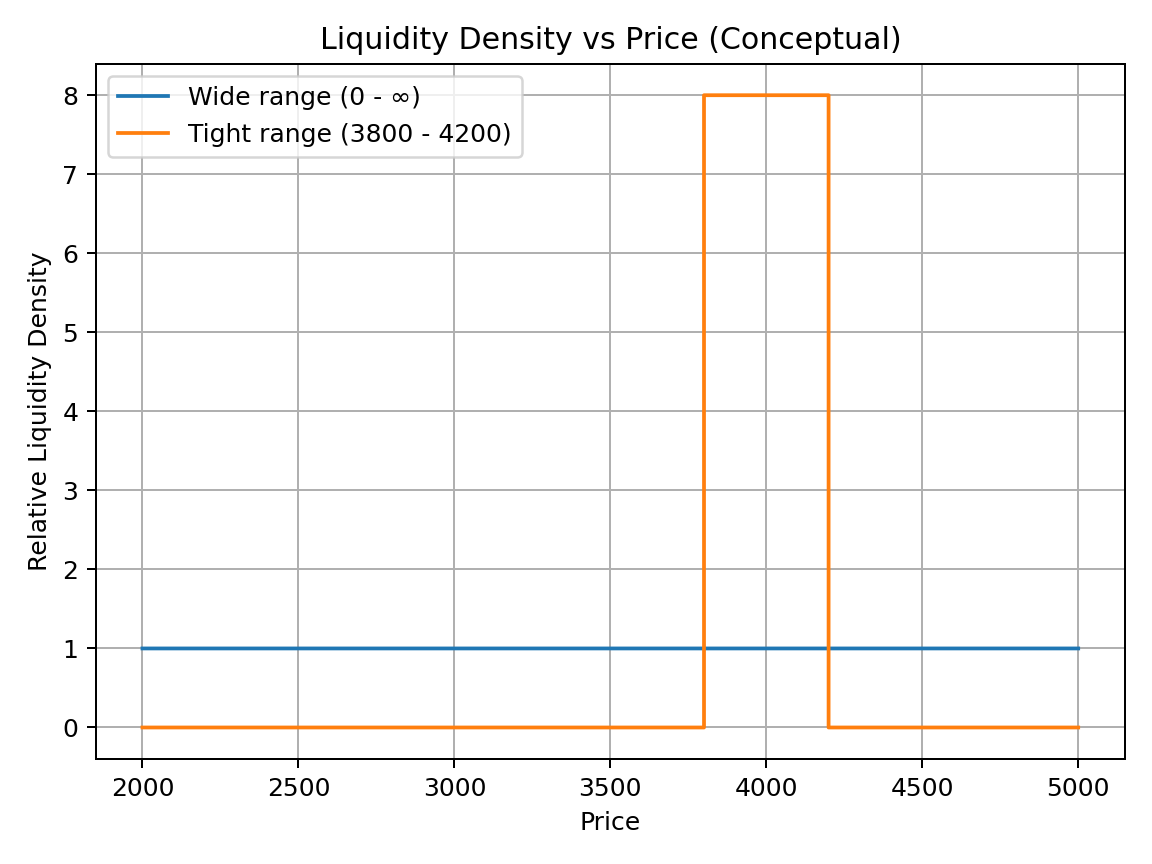 Liquidity Density vs Price (Conceptual)
Wide range (0 - ∞)
Tight range (3800 - 4200)
Relative Liquidity Density
8
7
6
5
4
3
2
1
0
2000 2500 3000 3500 4000 4500 5000
Price